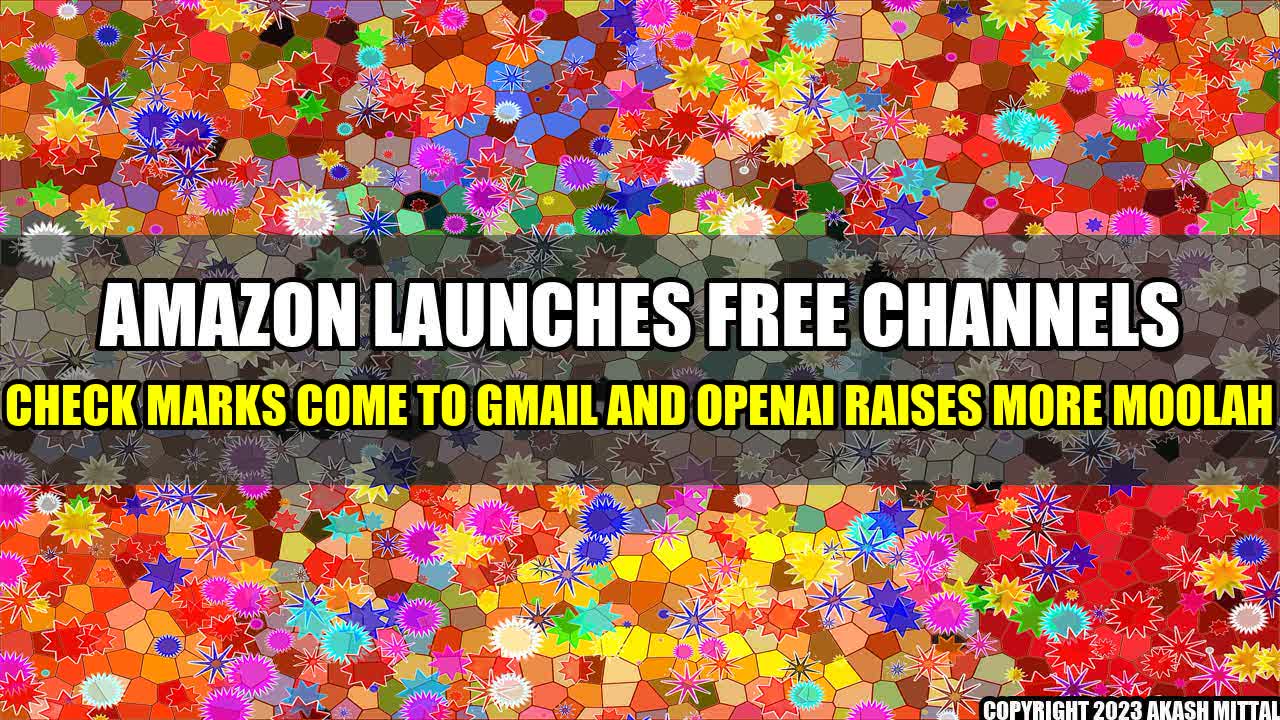 AMAZON LAUNCHES FREE CHANNELS
CHECK MARKS COME TO GMAIL AND OPENAI RAISES MORE MOOLAH
COPYRIGHT 2023 AKASH MITTAL